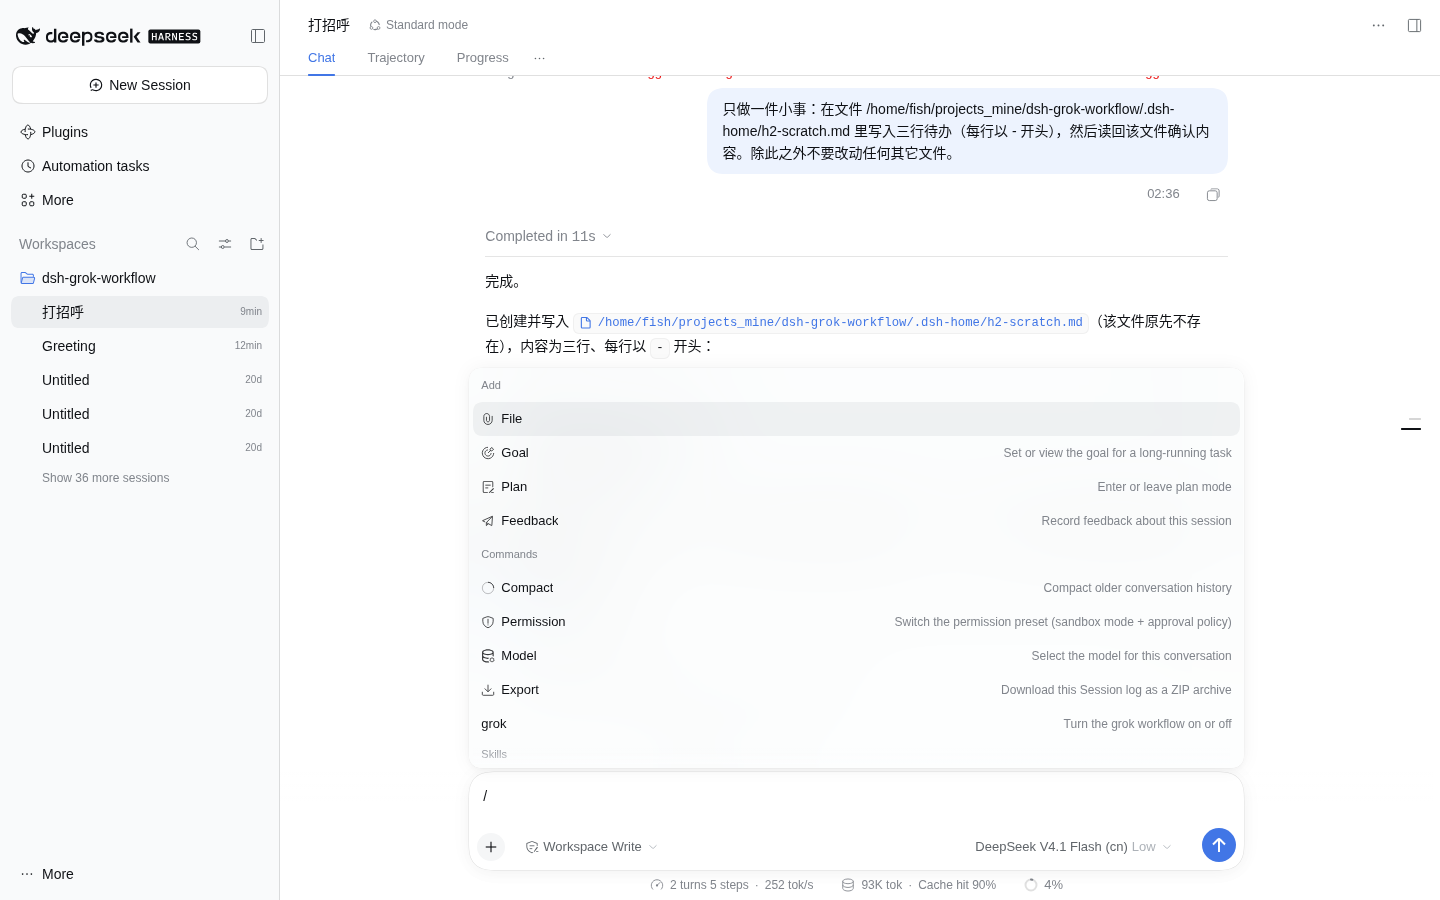 deepseek HARNESS
New Session
Plugins
Automation tasks
More
Workspaces
dsh-grok-workflow
打招呼 9min
Greeting 12min
Untitled 20d
Untitled 20d
Untitled 20d
Show 36 more sessions
More
打招呼 Standard mode
Chat Trajectory Progress
只做一件小事：在文件 /home/fish/projects_mine/dsh-grok-workflow/.dsh-
home/h2-scratch.md 里写入三行待办（每行以 - 开头），然后读回该文件确认内
容。除此之外不要改动任何其它文件。
02:36
Completed in 11s
完成。
已创建并写入 /home/fish/projects_mine/dsh-grok-workflow/.dsh-home/h2-scratch.md（该文件原先不存
在），内容为三行、每行以 - 开头：
Add
File
Goal Set or view the goal for a long-running task
Plan Enter or leave plan mode
Feedback Record feedback about this session
Commands
Compact Compact older conversation history
Permission Switch the permission preset (sandbox mode + approval policy)
Model Select the model for this conversation
Export Download this Session log as a ZIP archive
grok Turn the grok workflow on or off
Skills
/
Workspace Write DeepSeek V4.1 Flash (cn) Low
2 turns 5 steps · 252 tok/s 93K tok · Cache hit 90% 4%